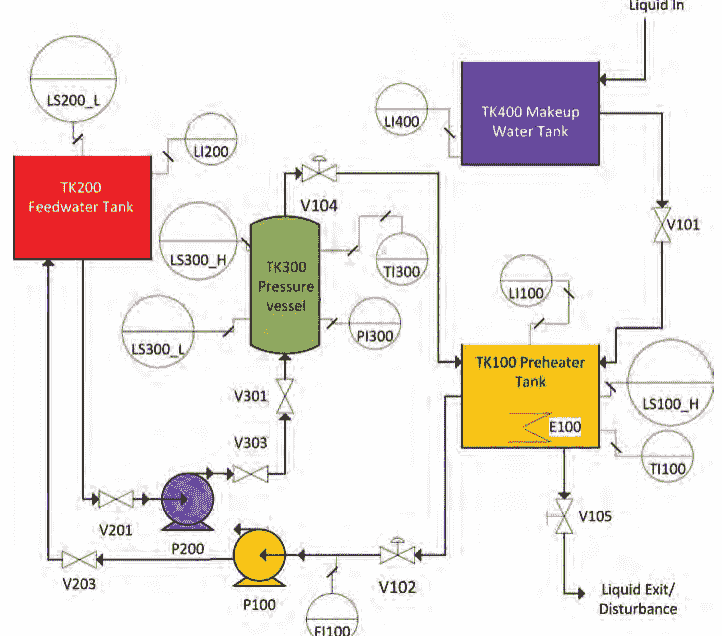 Liquid In
LS200_L
LI200
TK200
Feedwater Tank
LI400
TK400 Makeup
Water Tank
V104
V101
LS300_H
TK300
Pressure
vessel
TI300
LI100
LS300_L
PI300
TK100 Preheater
Tank
LS100_H
E100
TI100
V301
V303
V201
P200
V105
V203
P100
V102
FI100
Liquid Exit/
Disturbance